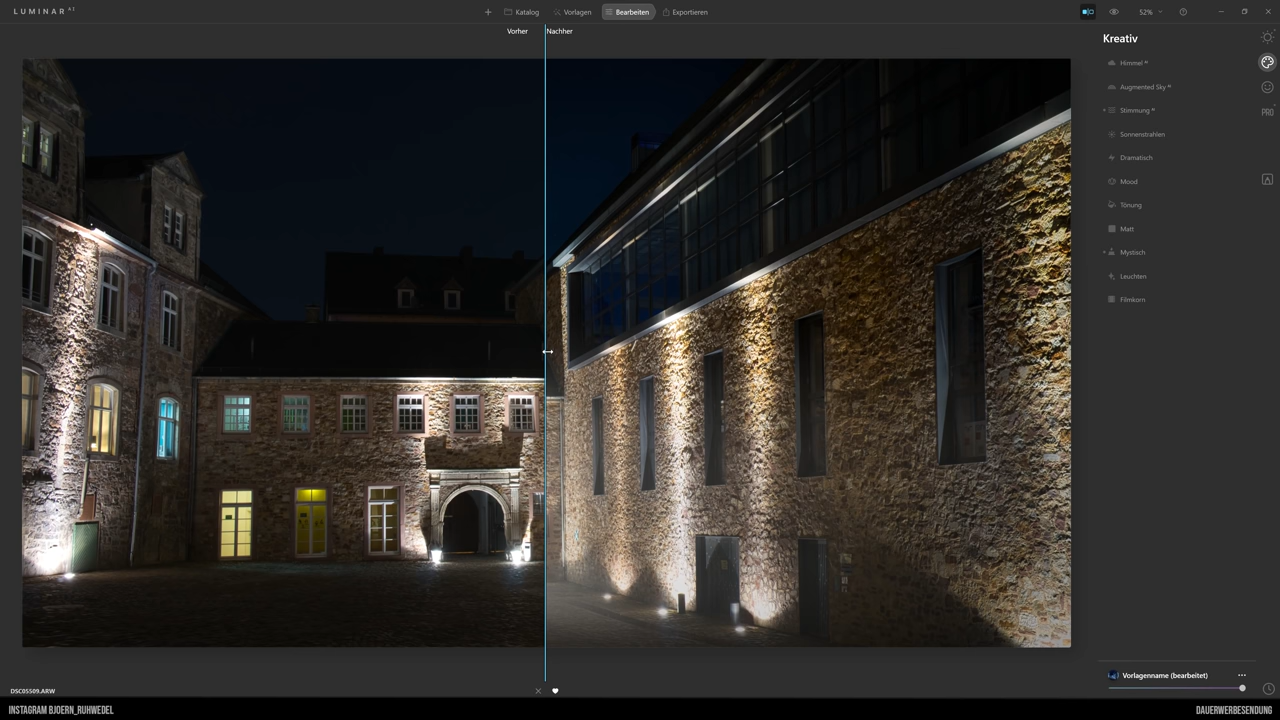 LUMINAR AI
Katalog
Vorlagen
Bearbeiten
Exportieren
52%
Vorher
Nachher
Kreativ
Himmel AI
Augmented Sky AI
Stimmung AI
Sonnenstrahlen
Dramatisch
Mood
Tönung
Matt
Mystisch
Leuchten
Filmkorn
PRO
Vorlagenname (bearbeitet)
DSC05509.ARW
INSTAGRAM BJOERN_RUHWEDEL
DAUERWERBESENDUNG